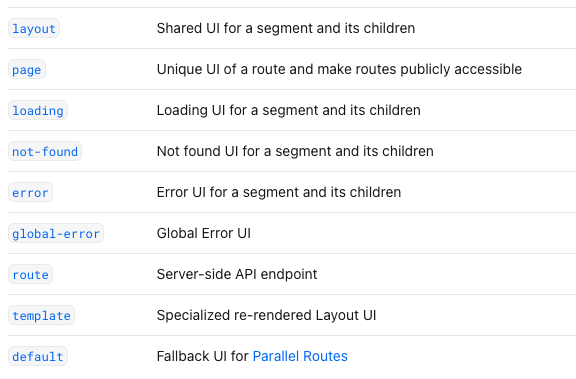 layout Shared UI for a segment and its children
page Unique UI of a route and make routes publicly accessible
loading Loading UI for a segment and its children
not-found Not found UI for a segment and its children
error Error UI for a segment and its children
global-error Global Error UI
route Server-side API endpoint
template Specialized re-rendered Layout UI
default Fallback UI for Parallel Routes